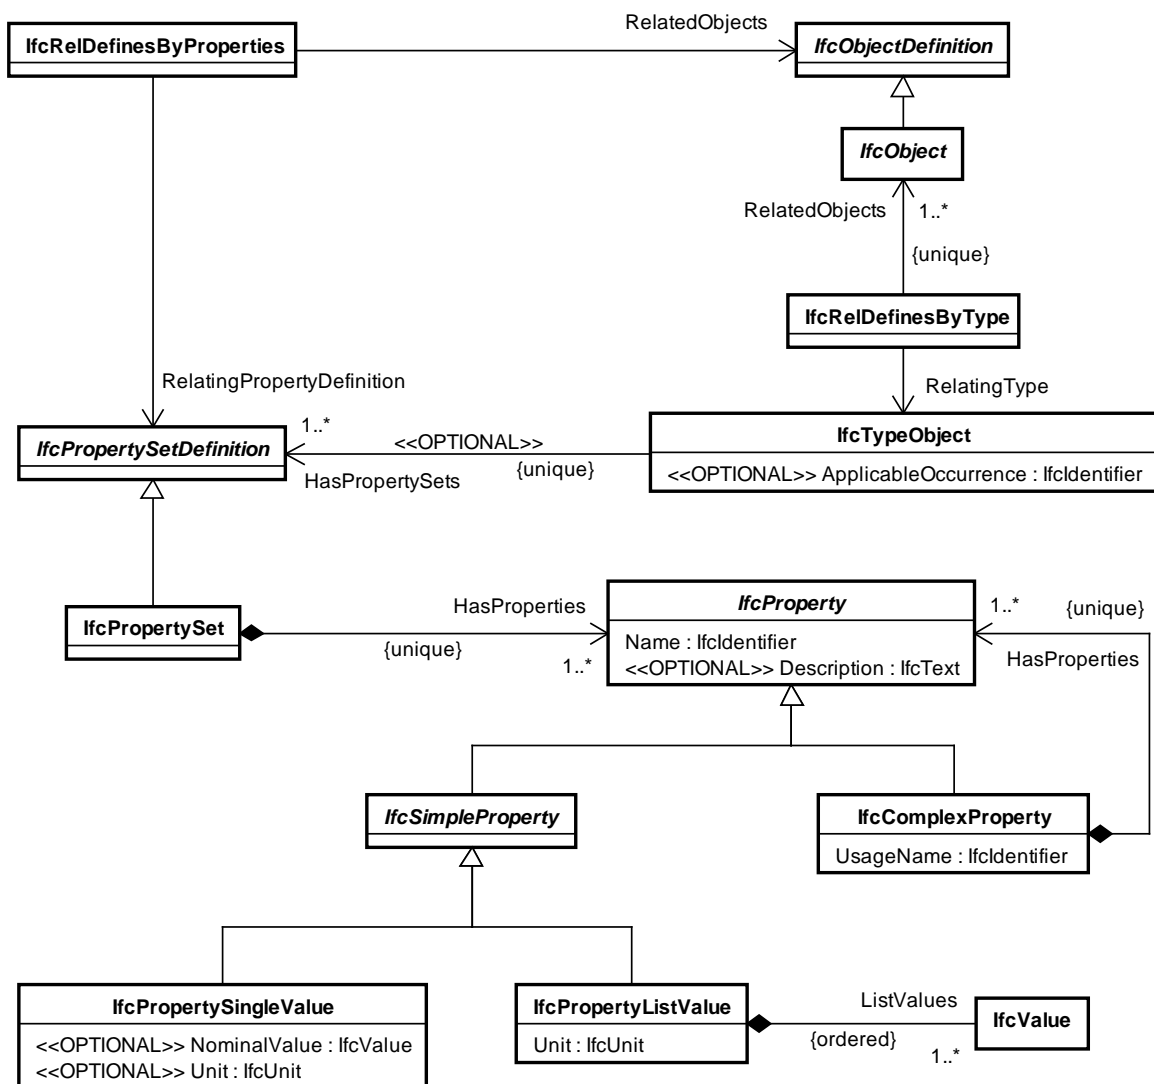 RelatedObjects
IfcRelDefinesByProperties
IfcObjectDefinition
IfcObject
RelatedObjects
1..*
{unique}
IfcRelDefinesByType
RelatingPropertyDefinition
RelatingType
1..*
<<OPTIONAL>>
IfcPropertySetDefinition
{unique}
HasPropertySets
IfcTypeObject
<<OPTIONAL>> ApplicableOccurrence : IfcIdentifier
HasProperties
IfcPropertySet
{unique}
1..*
IfcProperty
Name : IfcIdentifier
<<OPTIONAL>> Description : IfcText
1..*
{unique}
HasProperties
IfcSimpleProperty
IfcComplexProperty
UsageName : IfcIdentifier
IfcPropertySingleValue
<<OPTIONAL>> NominalValue : IfcValue
<<OPTIONAL>> Unit : IfcUnit
IfcPropertyListValue
Unit : IfcUnit
ListValues
{ordered}
1..*
IfcValue